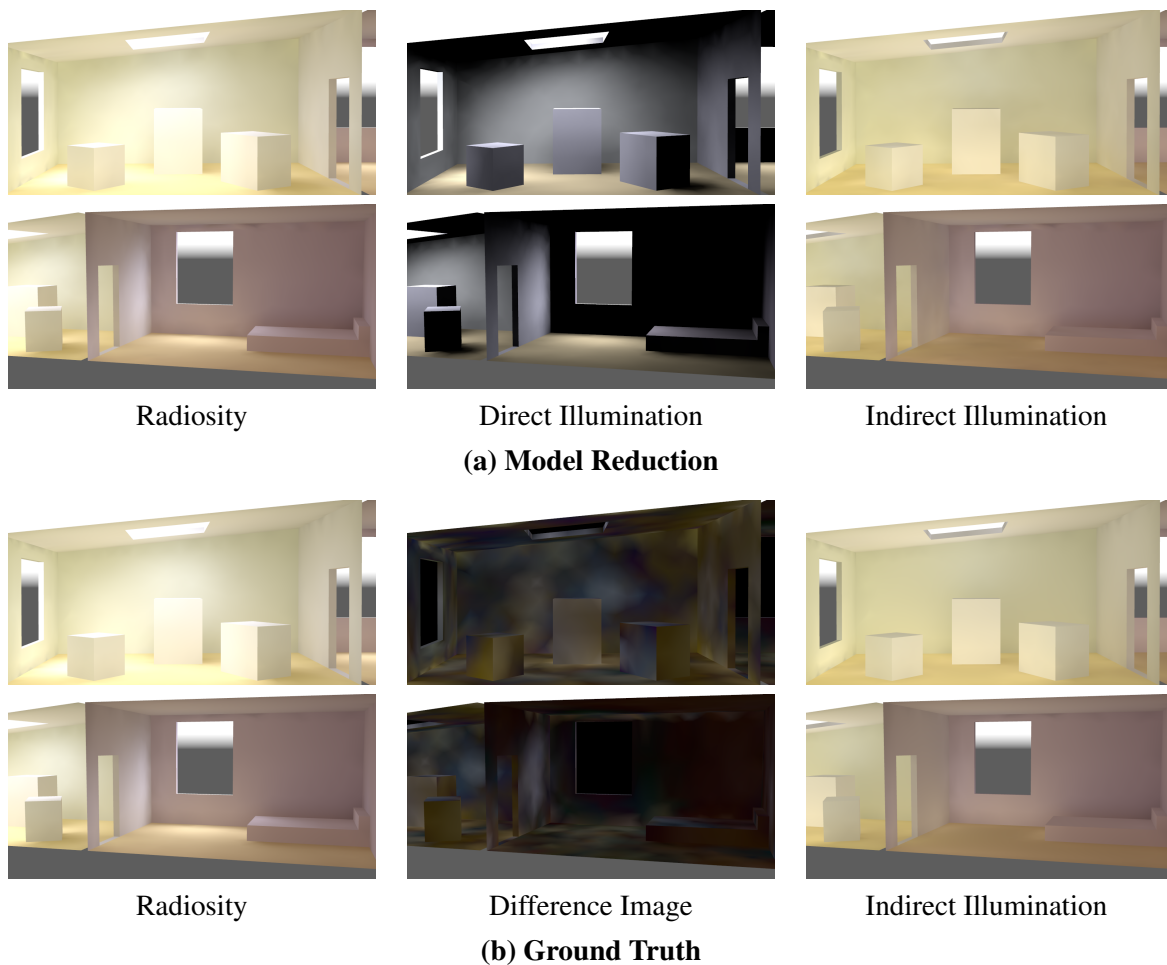 Radiosity
Direct Illumination
Indirect Illumination
(a) Model Reduction
Radiosity
Difference Image
Indirect Illumination
(b) Ground Truth